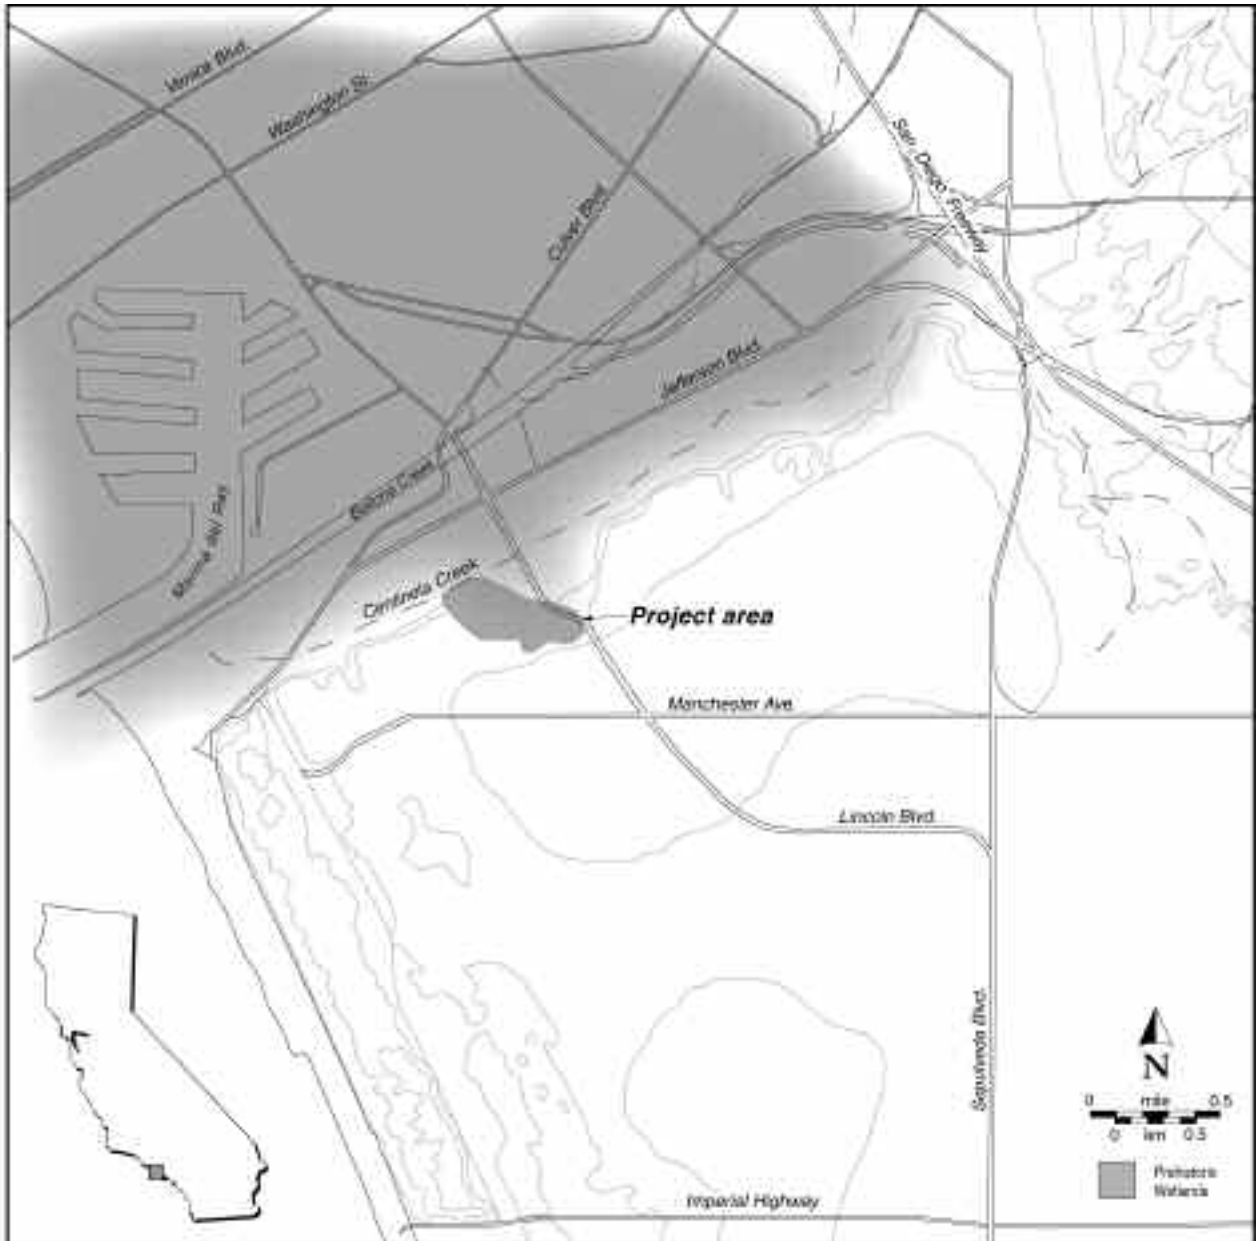 Venice Blvd.
Washington St.
San Diego Freeway
Culver Blvd.
Jefferson Blvd.
Ballona Creek
Marina del Rey
Centinela Creek
Project area
Manchester Ave.
Lincoln Blvd.
Sepulveda Blvd.
N
0 mile 0.5
0 km 0.5
Prehistoric
Wetlands
Imperial Highway